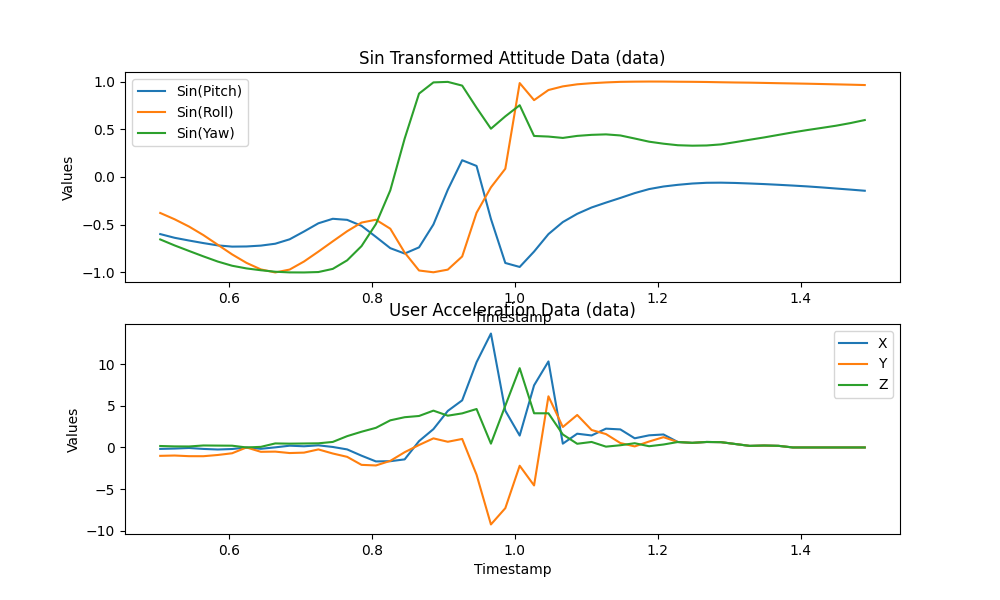 Sin Transformed Attitude Data (data)
Values
1.0
0.5
0.0
−0.5
−1.0
Sin(Pitch)
Sin(Roll)
Sin(Yaw)
0.6 0.8 1.0 1.2 1.4
Timestamp
User Acceleration Data (data)
Values
10
5
0
−5
−10
X
Y
Z
0.6 0.8 1.0 1.2 1.4
Timestamp